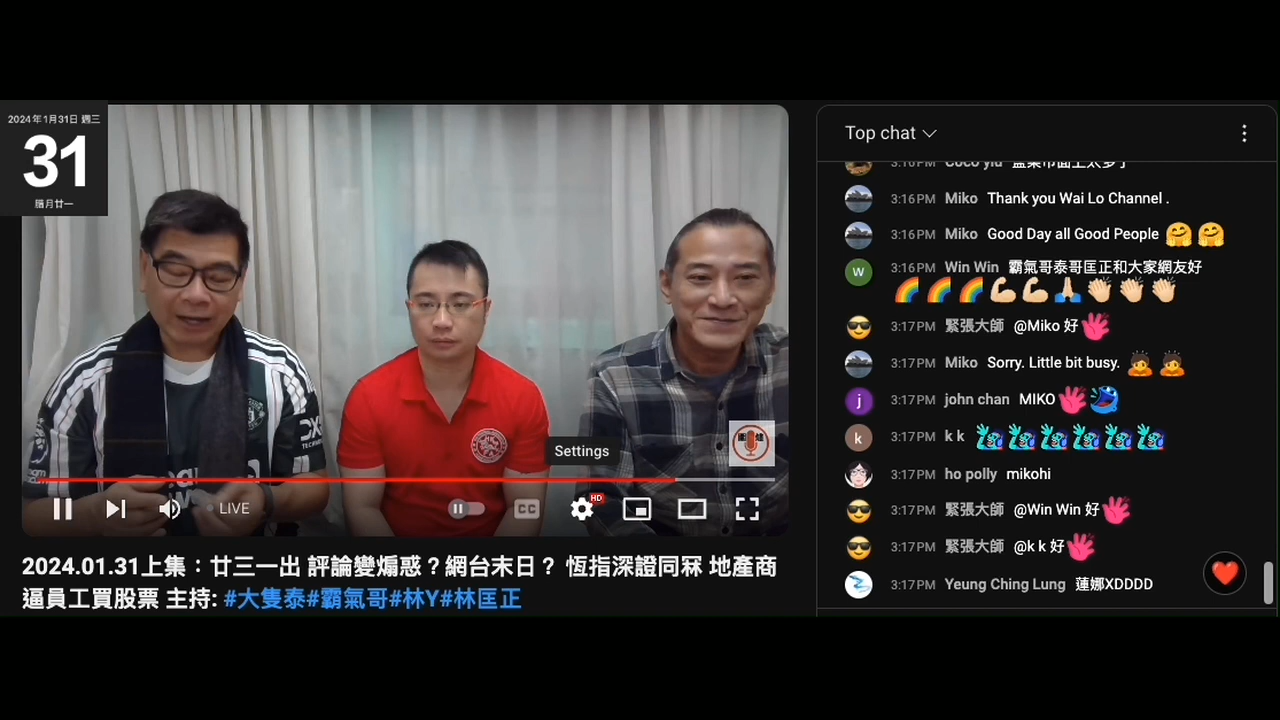 2024年1月31日 週三
31
臘月廿一
Settings
HD
CC
LIVE
2024.01.31上集：廿三一出 評論變煽惑？網台末日？ 恆指深證同冧 地產商
逼員工買股票 主持: #大隻泰#霸氣哥#林Y#林匡正
Top chat
3:16PM Miko Thank you Wai Lo Channel .
3:16PM Miko Good Day all Good People 🤗 🤗
W 3:16PM Win Win 霸氣哥泰哥匡正和大家網友好
🌈🌈🌈💪🏻💪🏻🙏🏻👏🏻👏🏻👏🏻
3:17PM 緊張大師 @Miko 好
3:17PM Miko Sorry. Little bit busy. 🙇 🙇
j 3:17PM john chan MIKO
k 3:17PM k k
3:17PM ho polly mikohi
3:17PM 緊張大師 @Win Win 好
3:17PM 緊張大師 @k k 好
3:17PM Yeung Ching Lung 蓮娜XDDDD